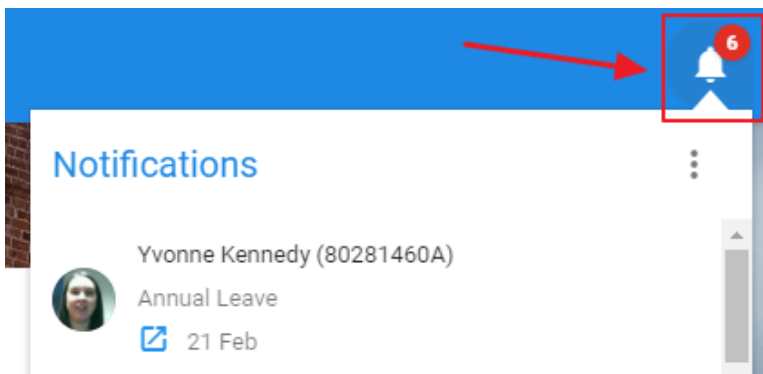 6
Notifications
Yvonne Kennedy (80281460A)
Annual Leave
21 Feb